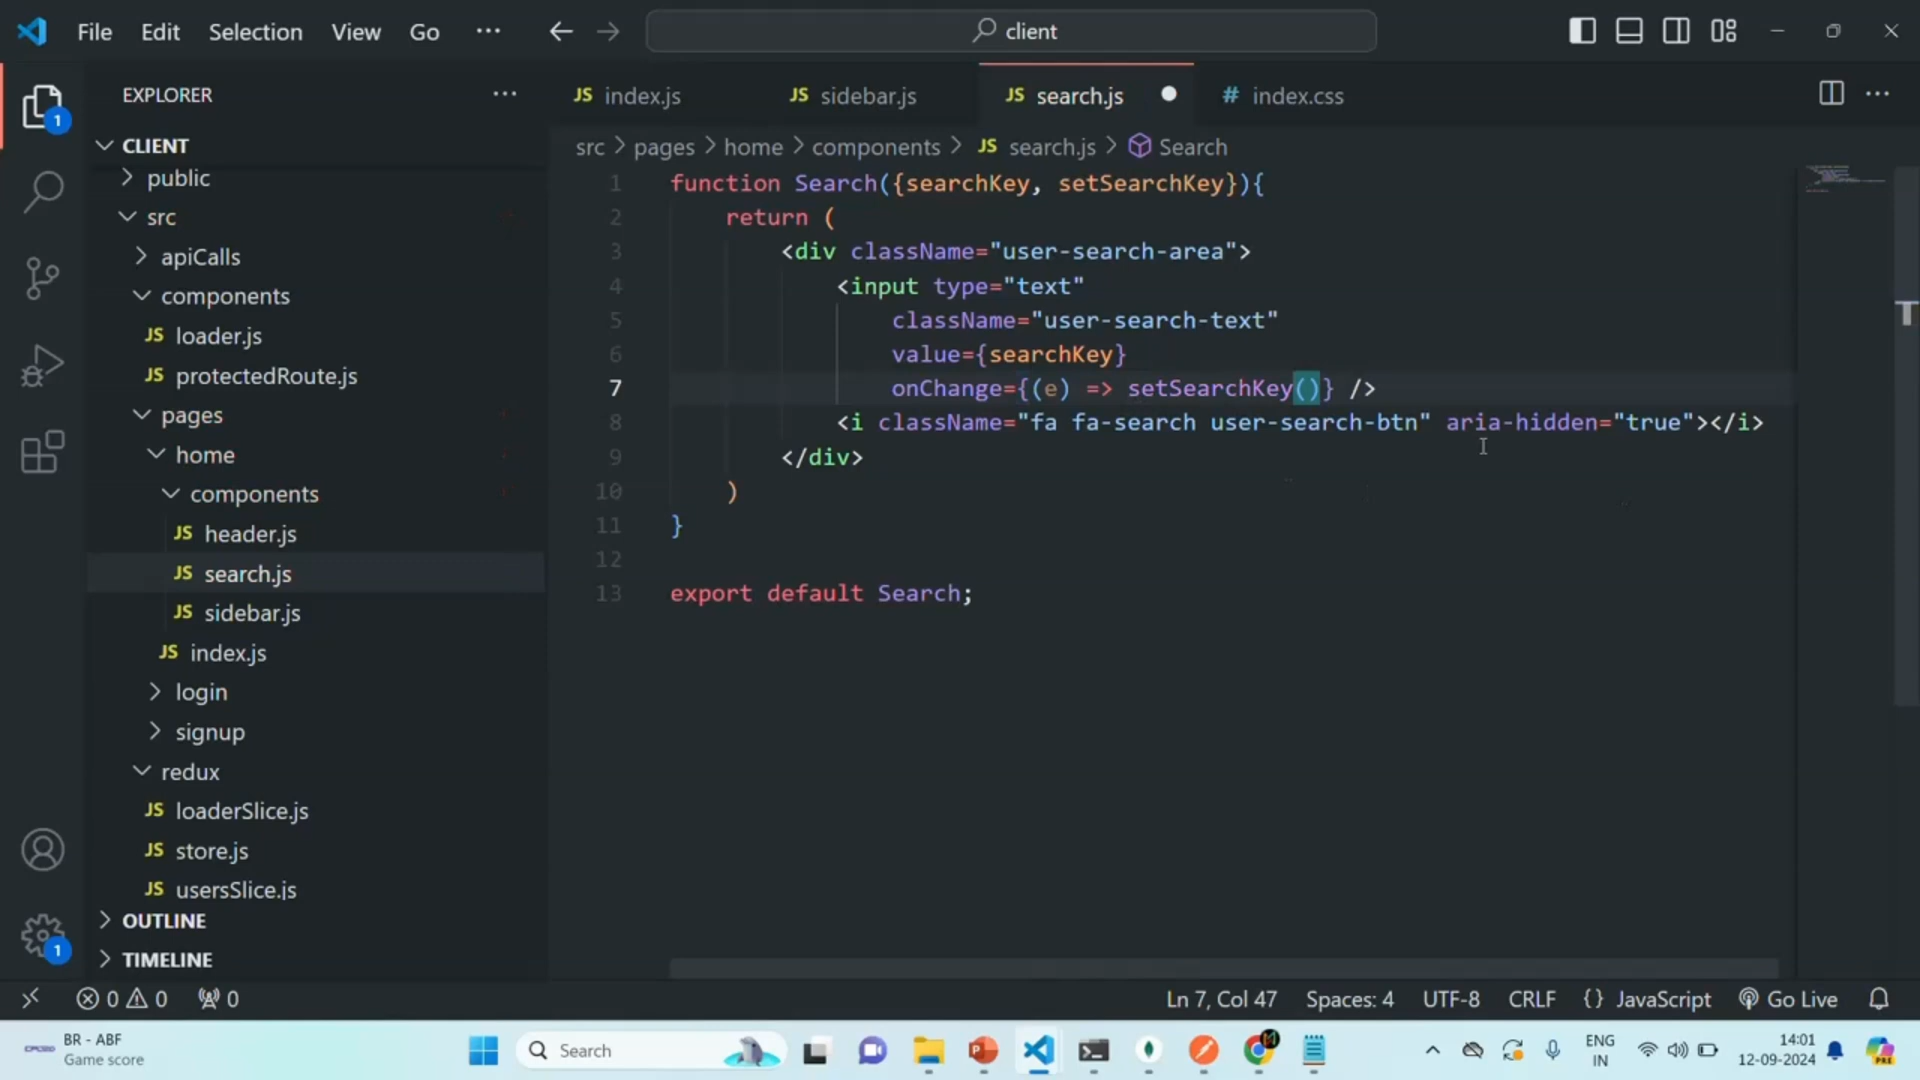 File Edit Selection View Go ··· client
EXPLORER ···
CLIENT
public
src
apiCalls
components
JS loader.js
JS protectedRoute.js
pages
home
components
JS header.js
JS search.js
JS sidebar.js
JS index.js
login
signup
redux
JS loaderSlice.js
JS store.js
JS usersSlice.js
OUTLINE
TIMELINE
1
1
JS index.js JS sidebar.js JS search.js # index.css
src > pages > home > components > JS search.js > Search
1 function Search({searchKey, setSearchKey}){
2 return (
3 <div className="user-search-area">
4 <input type="text"
5 className="user-search-text"
6 value={searchKey}
7 onChange={(e) => setSearchKey()} />
8 <i className="fa fa-search user-search-btn" aria-hidden="true"></i>
9 </div>
10 )
11 }
12
13 export default Search;
T
0 0 0 Ln 7, Col 47 Spaces: 4 UTF-8 CRLF {} JavaScript Go Live
BR - ABF
Game score
Search
ENG
IN
14:01
12-09-2024
PRE